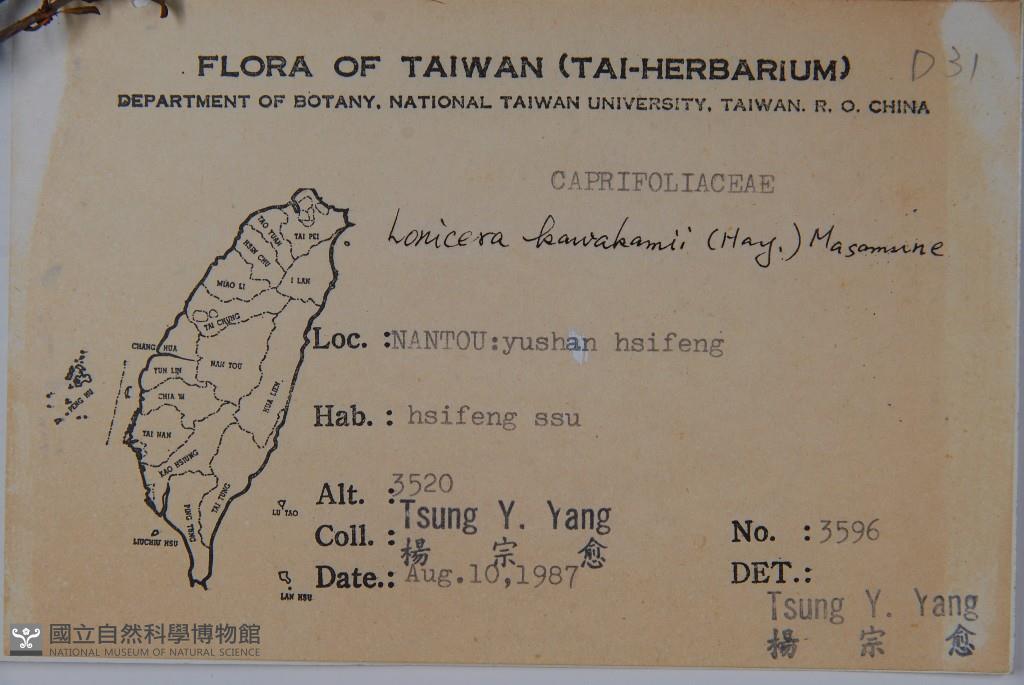 FLORA OF TAIWAN (TAI-HERBARIUM)
D31
DEPARTMENT OF BOTANY, NATIONAL TAIWAN UNIVERSITY, TAIWAN. R. O. CHINA
CAPRIFOLIACEAE
Lonicera kawakamii (Hay.) Masamune
TAI PEI
TAO YUAN
HSIN CHU
I LAN
MIAO LI
TAI CHUNG
CHANG HUA
NAN TOU
YUN LIN
CHIA YI
HUA LIEN
PENG HU
TAI NAN
KAO HSIUNG
TAI TUNG
PING TUNG
LU TAO
LIUCHIU HSU
LAN HSU
Loc. :NANTOU:yushan hsifeng
Hab. : hsifeng ssu
Alt. :3520
Coll. :Tsung Y. Yang
楊 宗 愈
No. :3596
Date.: Aug.10,1987
DET.:
Tsung Y. Yang
楊 宗 愈
國立自然科學博物館
NATIONAL MUSEUM OF NATURAL SCIENCE